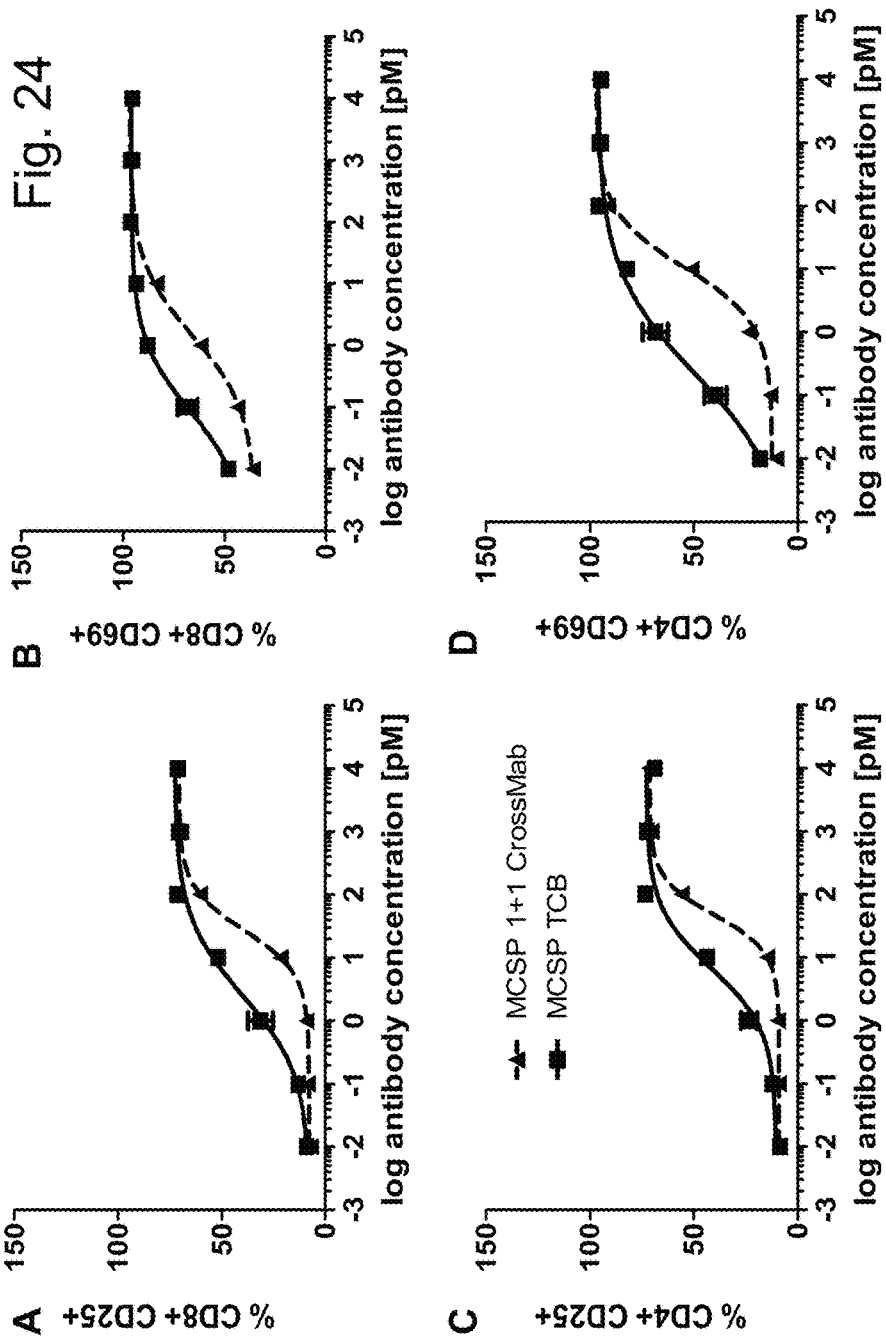 Fig. 24
A
% CD8+ CD25+
150
100
50
0
-3 -2 -1 0 1 2 3 4 5
log antibody concentration [pM]
B
% CD8+ CD69+
150
100
50
0
-3 -2 -1 0 1 2 3 4 5
log antibody concentration [pM]
C
% CD4+ CD25+
150
100
50
0
MCSP 1+1 CrossMab
MCSP TCB
-3 -2 -1 0 1 2 3 4 5
log antibody concentration [pM]
D
% CD4+ CD69+
150
100
50
0
-3 -2 -1 0 1 2 3 4 5
log antibody concentration [pM]